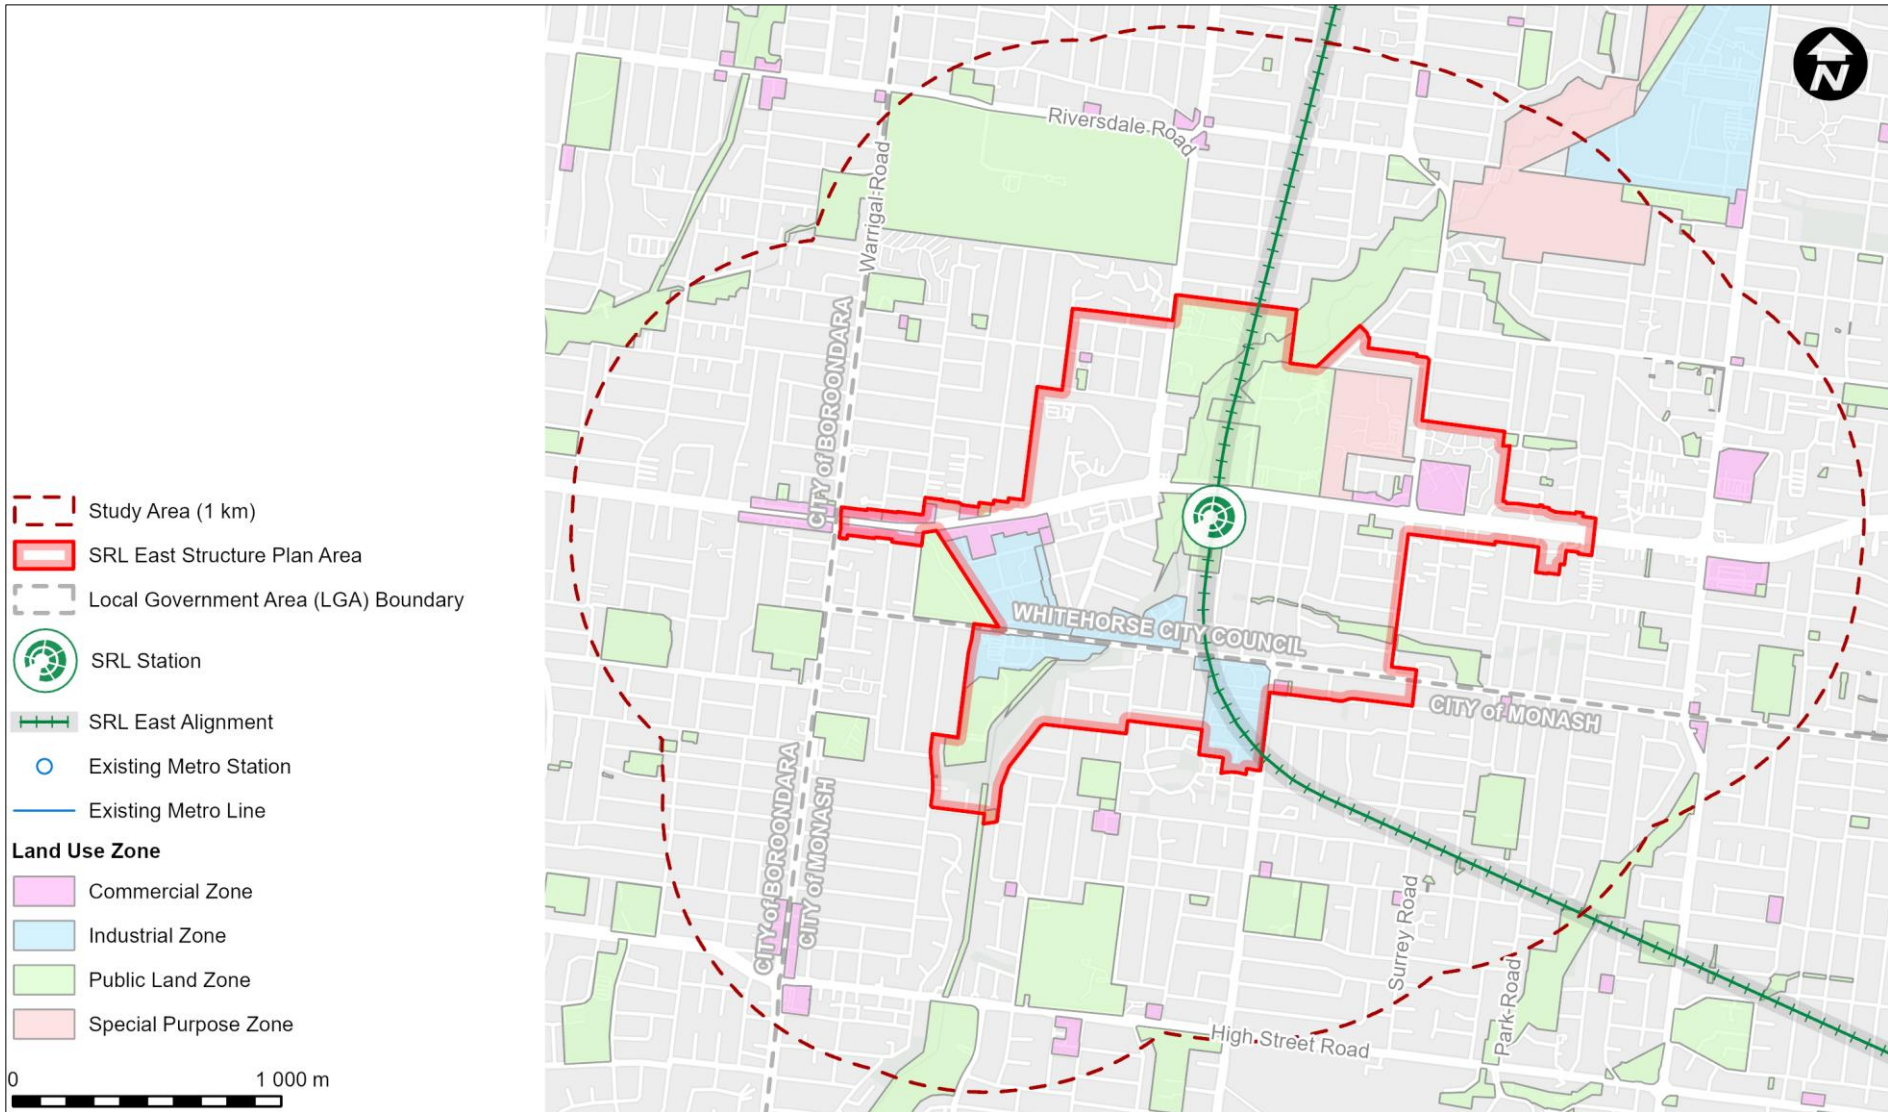 N
Riversdale Road
Warrigal Road
CITY of BOROONDARA
Study Area (1 km)
SRL East Structure Plan Area
Local Government Area (LGA) Boundary
SRL Station
SRL East Alignment
Existing Metro Station
Existing Metro Line
Land Use Zone
Commercial Zone
Industrial Zone
Public Land Zone
Special Purpose Zone
0 1 000 m
WHITEHORSE CITY COUNCIL
CITY of MONASH
CITY of BOROONDARA
CITY of MONASH
Surrey Road
Park Road
High Street Road